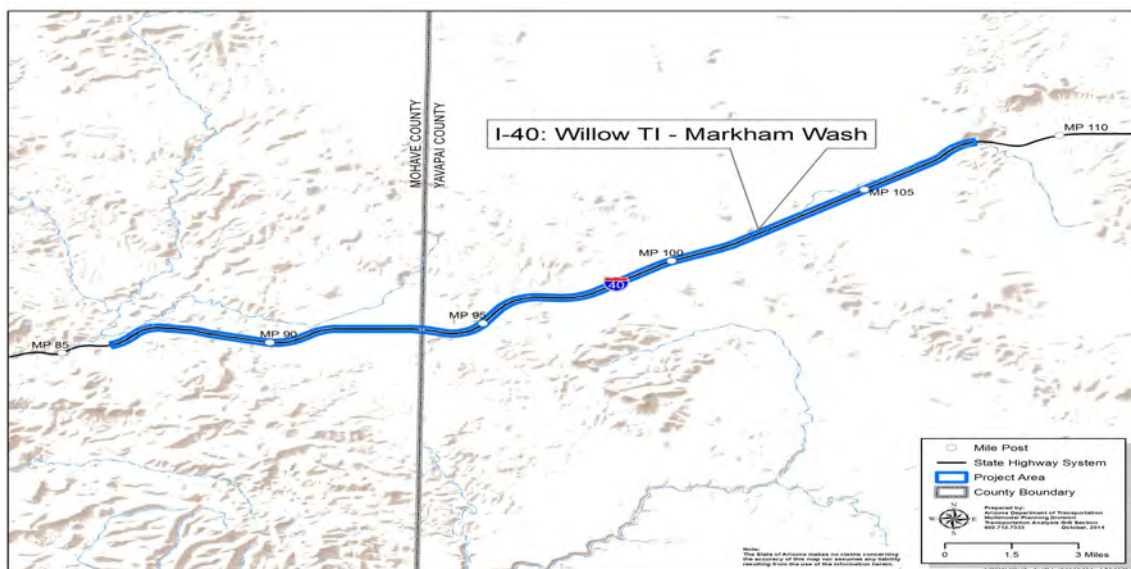 MOHAVE COUNTY
YAVAPAI COUNTY
I-40: Willow TI - Markham Wash
MP 110
MP 105
MP 100
40
MP 95
MP 90
MP 85
Mile Post
State Highway System
Project Area
County Boundary
N
W E
S
Prepared by:
Arizona Department of Transportation
Multimodal Planning Division
Transportation Analysis GIS Section
602.712.7333 October, 2014
0 1.5 3 Miles
Note:
The State of Arizona makes no claims concerning
the accuracy of this map nor assumes any liability
resulting from the use of the information herein.